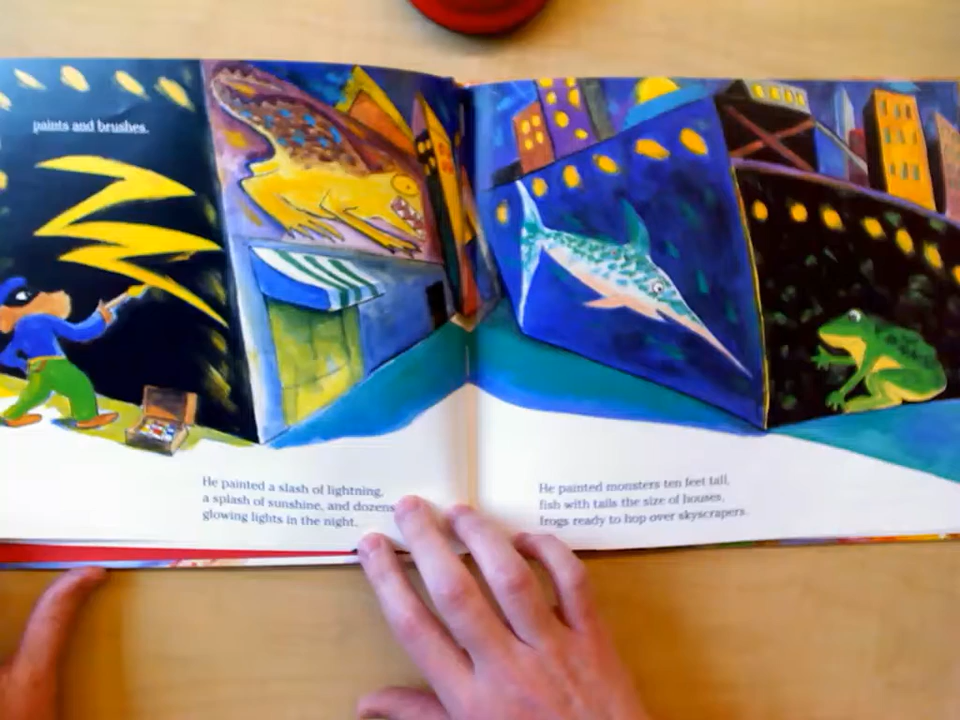 paints and brushes.
He painted a slash of lightning,
a splash of sunshine, and dozens
glowing lights in the night.
He painted monsters ten feet tall,
fish with tails the size of houses,
frogs ready to hop over skyscrapers.